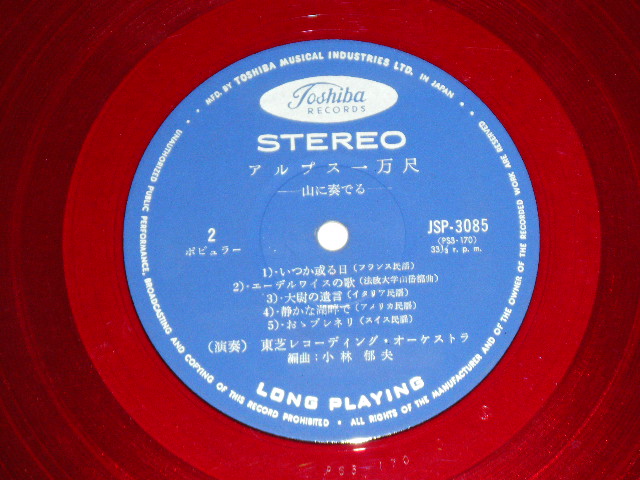 MFD. BY TOSHIBA MUSICAL INDUSTRIES LTD. IN JAPAN • ALL RIGHTS OF THE MANUFACTURER AND OF THE OWNER OF THE RECORDED WORK ARE RESERVED
UNAUTHORIZED PUBLIC PERFORMANCE, BROADCASTING AND COPYING OF THIS RECORD PROHIBITED
Toshiba
RECORDS
STEREO
アルプス一万尺
—山に奏でる
2
ポピュラー
JSP-3085
(PS3-170)
33⅓ r. p. m.
1)・いつか或る日(フランス民謡)
2)・エーデルワイスの歌(法政大学山岳部曲)
3)・大尉の遺言(イタリア民謡)
4)・静かな湖畔で(アメリカ民謡)
5)・おゝブレネリ(スイス民謡)
(演奏) 東芝レコーディング・オーケストラ
編曲:小林郁夫
LONG PLAYING
PS3 170